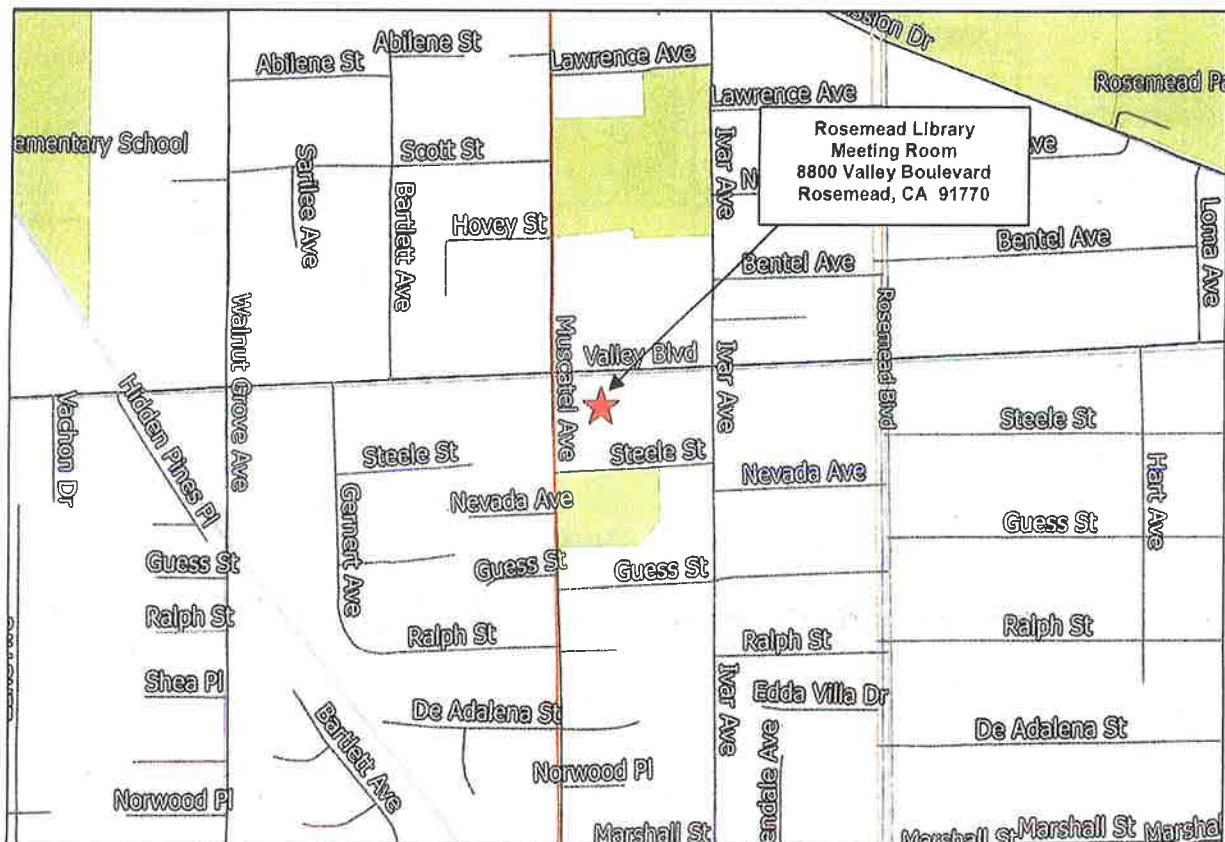 Abilene St
Abilene St
Lawrence Ave
Rosemead
Lawrence Ave
Rosemead Library
Meeting Room
8800 Valley Boulevard
Rosemead, CA 91770
Scott St
Sarilee Ave
Bartlett Ave
Hovey St
Ivar Ave
Bentel Ave
Bentel Ave
Loma Ave
Walnut Grove Ave
Muscatel Ave
Valley Blvd
Ivar Ave
Rosemead Blvd
Hidden Pines Pl
Vachon Dr
Steele St
Steele St
Steele St
Gernert Ave
Nevada Ave
Nevada Ave
Hart Ave
Guess St
Guess St
Guess St
Guess St
Ralph St
Ralph St
Ralph St
Ralph St
Shea Pl
Ivar Ave
Edda Villa Dr
De Adalena St
De Adalena St
Bartlett Ave
Norwood Pl
Norwood Pl
Marshall St
Marshall St
Marshall St
School
Dr